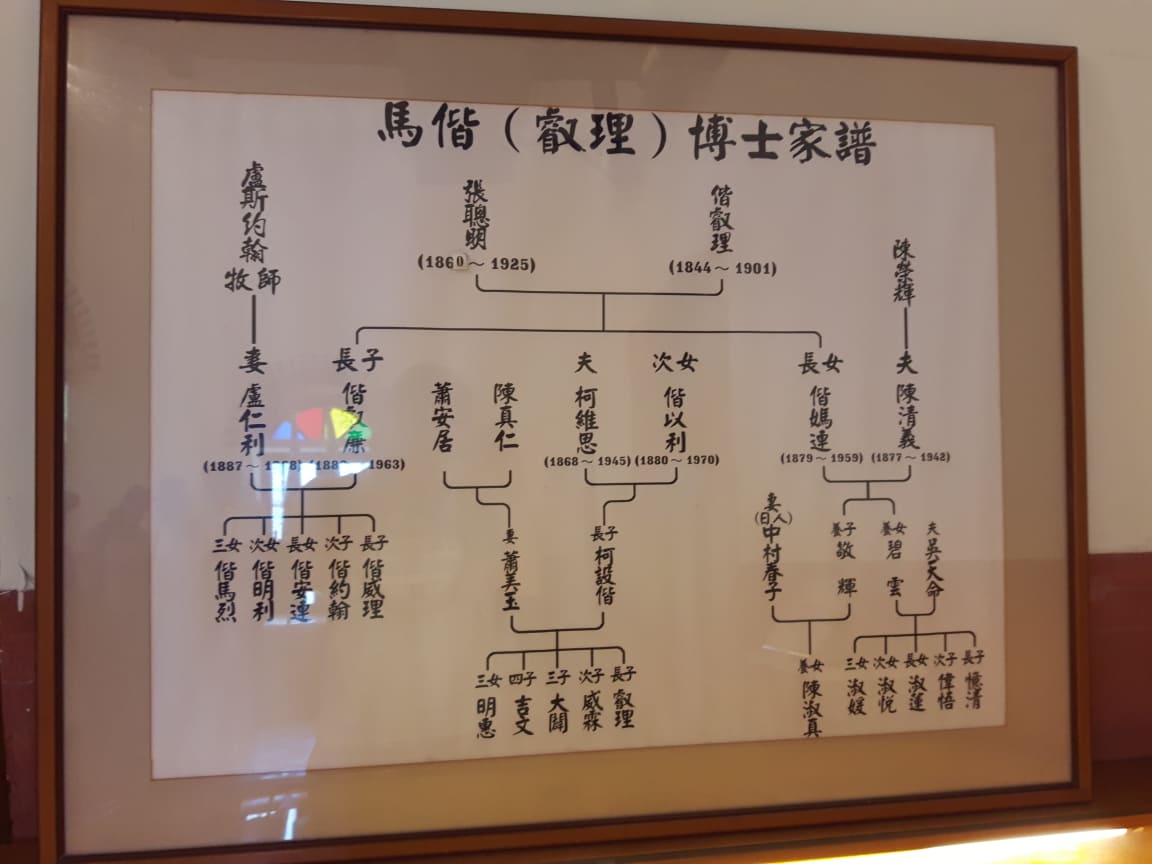 馬偕（叡理）博士家譜
盧斯約翰
牧師
張聰明
(1860～1925)
偕叡理
(1844～1901)
陳榮輝
妻
盧仁利
長子
偕叡廉
蕭安居
陳真仁
夫
柯維思
次女
偕以利
長女
偕媽連
夫
陳清義
(1887～
1963)
(1868～1945)
(1880～1970)
(1879～1959)
(1877～1942)
三女
偕馬烈
次女
偕明利
長女
偕安連
次子
偕約翰
長子
偕威理
妻
蕭美玉
長子
柯設偕
妻
(日人)
中村春子
養子
敬輝
養女
碧雲
夫
吳天命
三女
明惠
四子
吉文
三子
大闢
次子
威霖
長子
叡理
養女
陳淑真
三女
淑媛
次女
淑悦
長女
淑蓮
次子
偉悟
長子
憶清